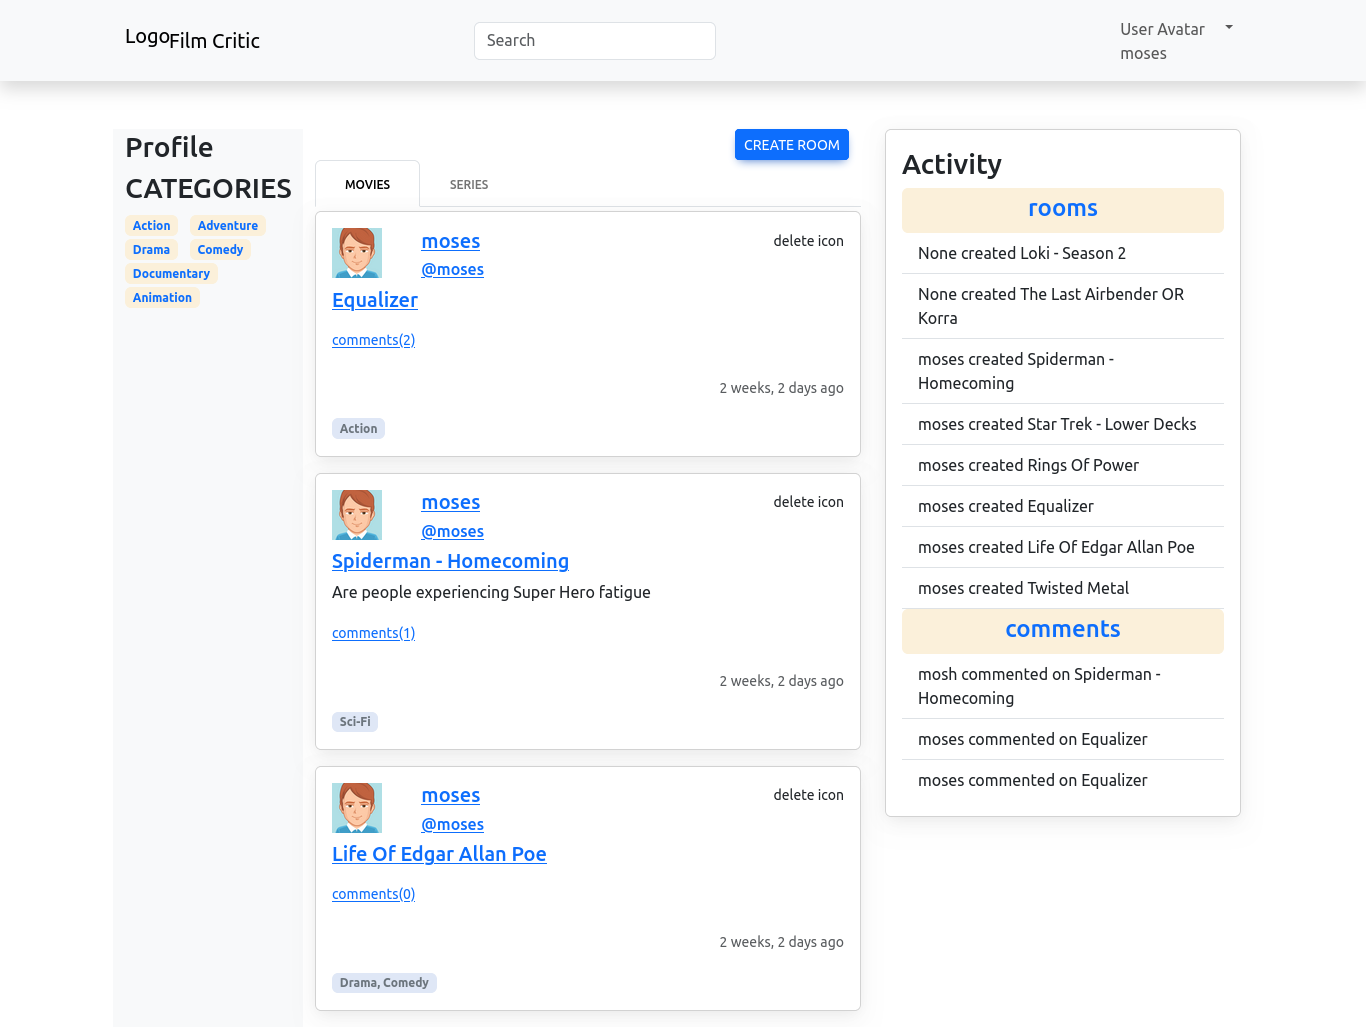 Logo Film Critic
Search
User Avatar
moses
Profile
CATEGORIES
Action Adventure
Drama Comedy
Documentary
Animation
CREATE ROOM
MOVIES SERIES
moses
@moses
delete icon
Equalizer
comments(2)
2 weeks, 2 days ago
Action
moses
@moses
delete icon
Spiderman - Homecoming
Are people experiencing Super Hero fatigue
comments(1)
2 weeks, 2 days ago
Sci-Fi
moses
@moses
delete icon
Life Of Edgar Allan Poe
comments(0)
2 weeks, 2 days ago
Drama, Comedy
Activity
rooms
None created Loki - Season 2
None created The Last Airbender OR
Korra
moses created Spiderman -
Homecoming
moses created Star Trek - Lower Decks
moses created Rings Of Power
moses created Equalizer
moses created Life Of Edgar Allan Poe
moses created Twisted Metal
comments
mosh commented on Spiderman -
Homecoming
moses commented on Equalizer
moses commented on Equalizer